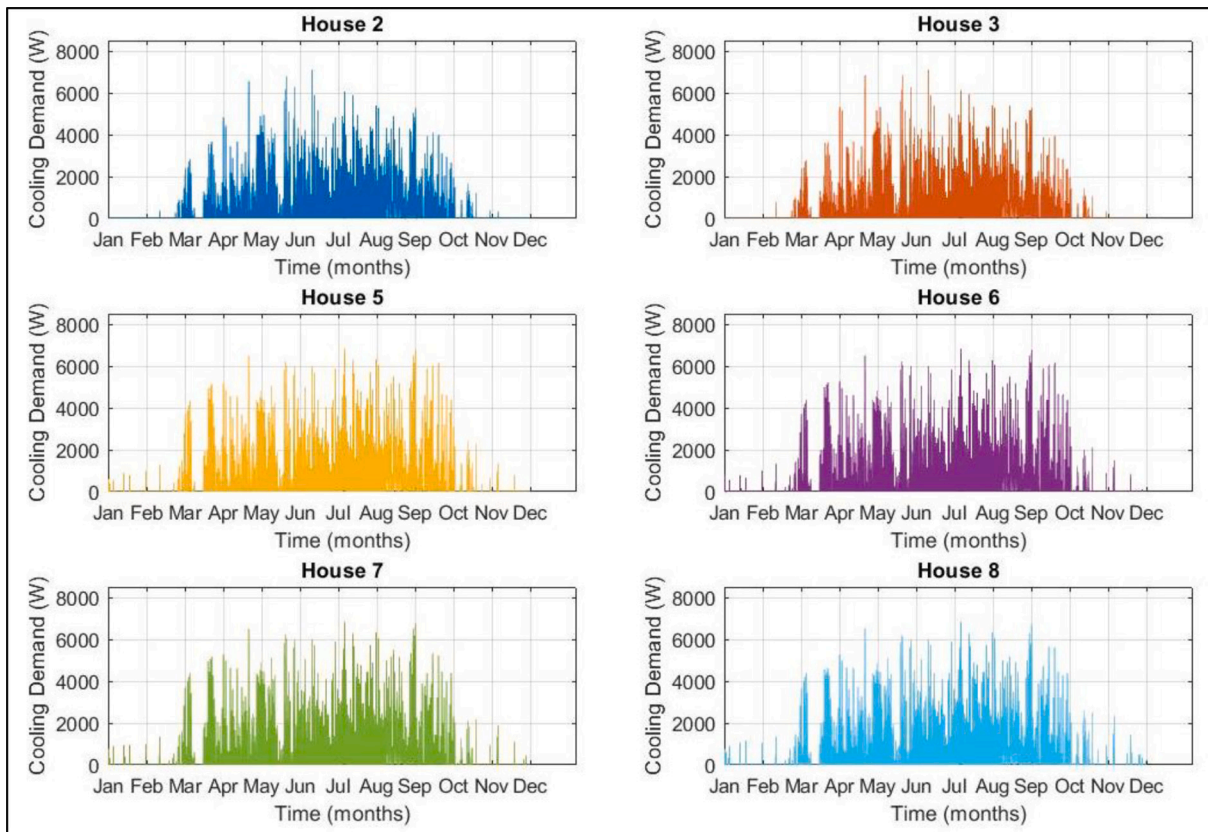 House 2
Cooling Demand (W)
8000
6000
4000
2000
0
Jan Feb Mar Apr May Jun Jul Aug Sep Oct Nov Dec
Time (months)
House 3
Cooling Demand (W)
8000
6000
4000
2000
0
Jan Feb Mar Apr May Jun Jul Aug Sep Oct Nov Dec
Time (months)
House 5
Cooling Demand (W)
8000
6000
4000
2000
0
Jan Feb Mar Apr May Jun Jul Aug Sep Oct Nov Dec
Time (months)
House 6
Cooling Demand (W)
8000
6000
4000
2000
0
Jan Feb Mar Apr May Jun Jul Aug Sep Oct Nov Dec
Time (months)
House 7
Cooling Demand (W)
8000
6000
4000
2000
0
Jan Feb Mar Apr May Jun Jul Aug Sep Oct Nov Dec
Time (months)
House 8
Cooling Demand (W)
8000
6000
4000
2000
0
Jan Feb Mar Apr May Jun Jul Aug Sep Oct Nov Dec
Time (months)